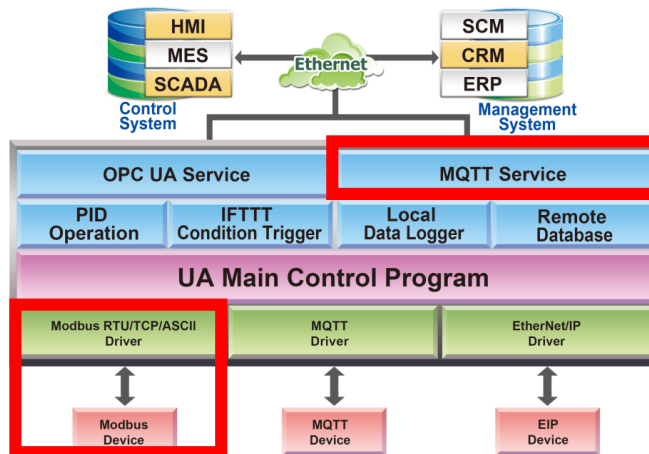 HMI
MES
SCADA
Control
System
Ethernet
SCM
CRM
ERP
Management
System
OPC UA Service
MQTT Service
PID
Operation
IFTTT
Condition Trigger
Local
Data Logger
Remote
Database
UA Main Control Program
Modbus RTU/TCP/ASCII
Driver
MQTT
Driver
EtherNet/IP
Driver
Modbus
Device
MQTT
Device
EIP
Device